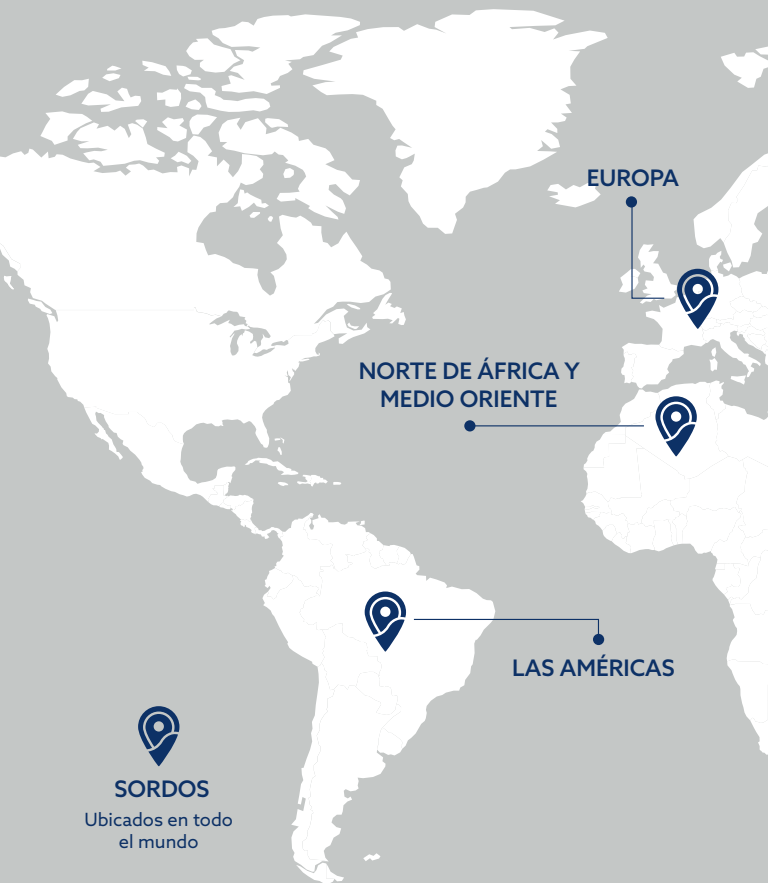 EUROPA
NORTE DE ÁFRICA Y
MEDIO ORIENTE
LAS AMÉRICAS
SORDOS
Ubicados en todo
el mundo